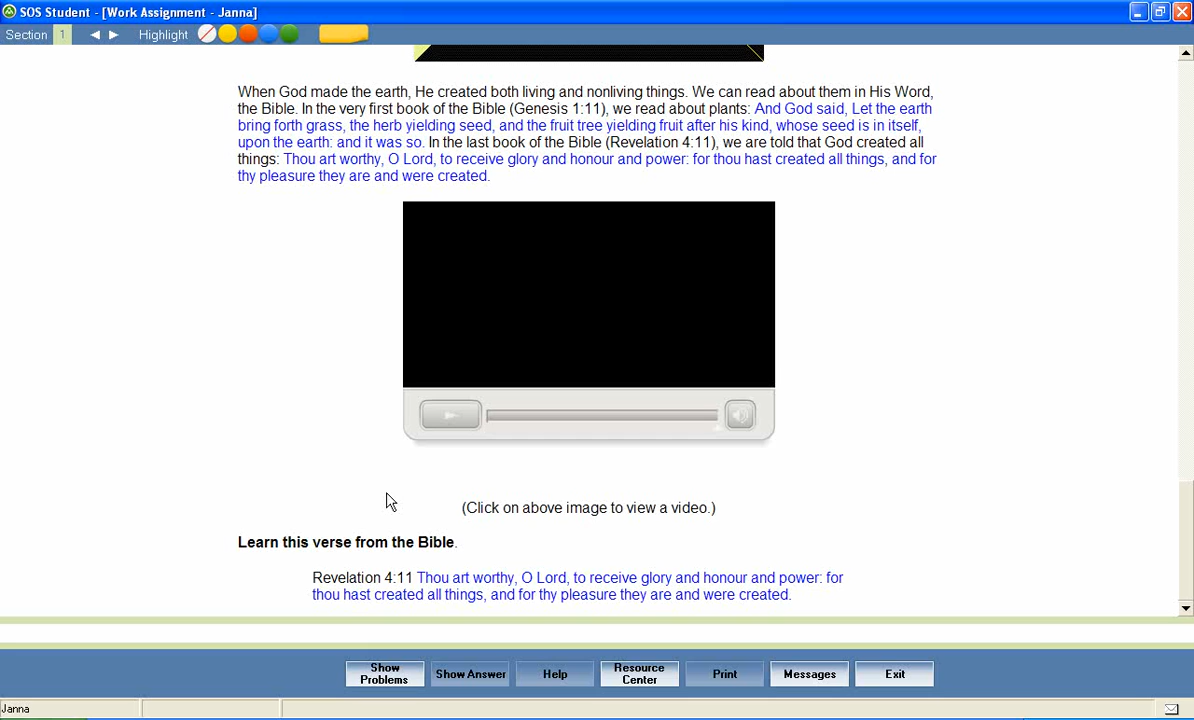 SOS Student - [Work Assignment - Janna]
Section 1 Highlight
When God made the earth, He created both living and nonliving things. We can read about them in His Word,
the Bible. In the very first book of the Bible (Genesis 1:11), we read about plants: And God said, Let the earth
bring forth grass, the herb yielding seed, and the fruit tree yielding fruit after his kind, whose seed is in itself,
upon the earth: and it was so. In the last book of the Bible (Revelation 4:11), we are told that God created all
things: Thou art worthy, O Lord, to receive glory and honour and power: for thou hast created all things, and for
thy pleasure they are and were created.
(Click on above image to view a video.)
Learn this verse from the Bible.
Revelation 4:11 Thou art worthy, O Lord, to receive glory and honour and power: for
thou hast created all things, and for thy pleasure they are and were created.
Show Problems
Show Answer
Help
Resource Center
Print
Messages
Exit
Janna